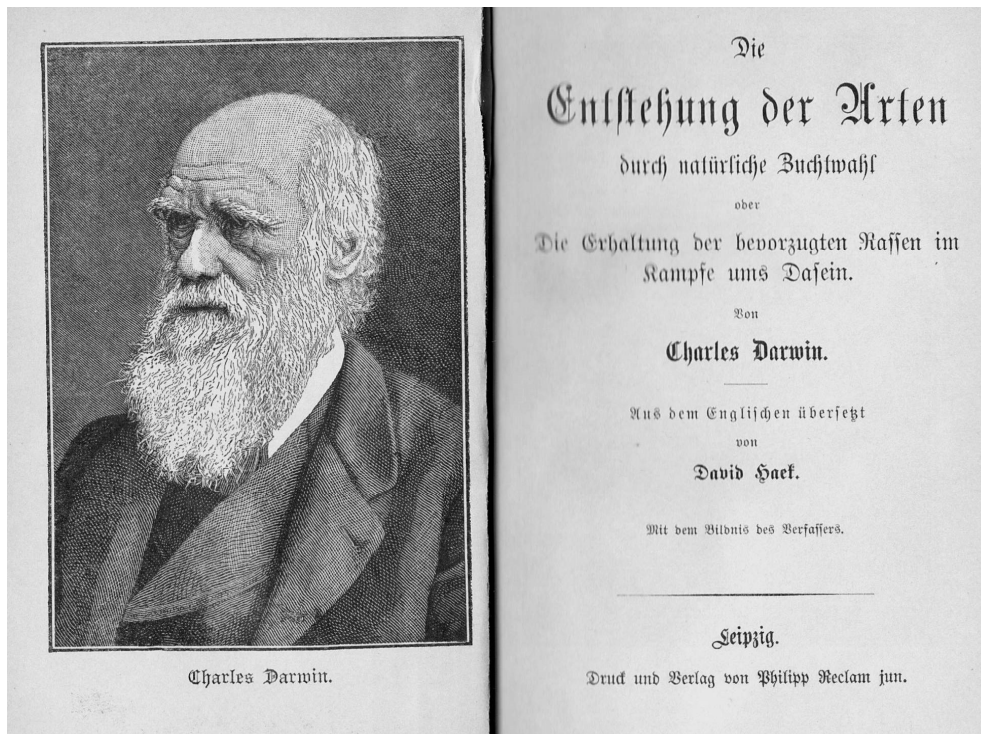 Charles Darwin.
Die
Entstehung der Arten
durch natürliche Zuchtwahl
oder
Die Erhaltung der bevorzugten Rassen im
Kampfe ums Dasein.
Von
Charles Darwin.
Aus dem Englischen übersetzt
von
David Haek.
Mit dem Bildnis des Verfassers.
Leipzig.
Druck und Verlag von Philipp Reclam jun.